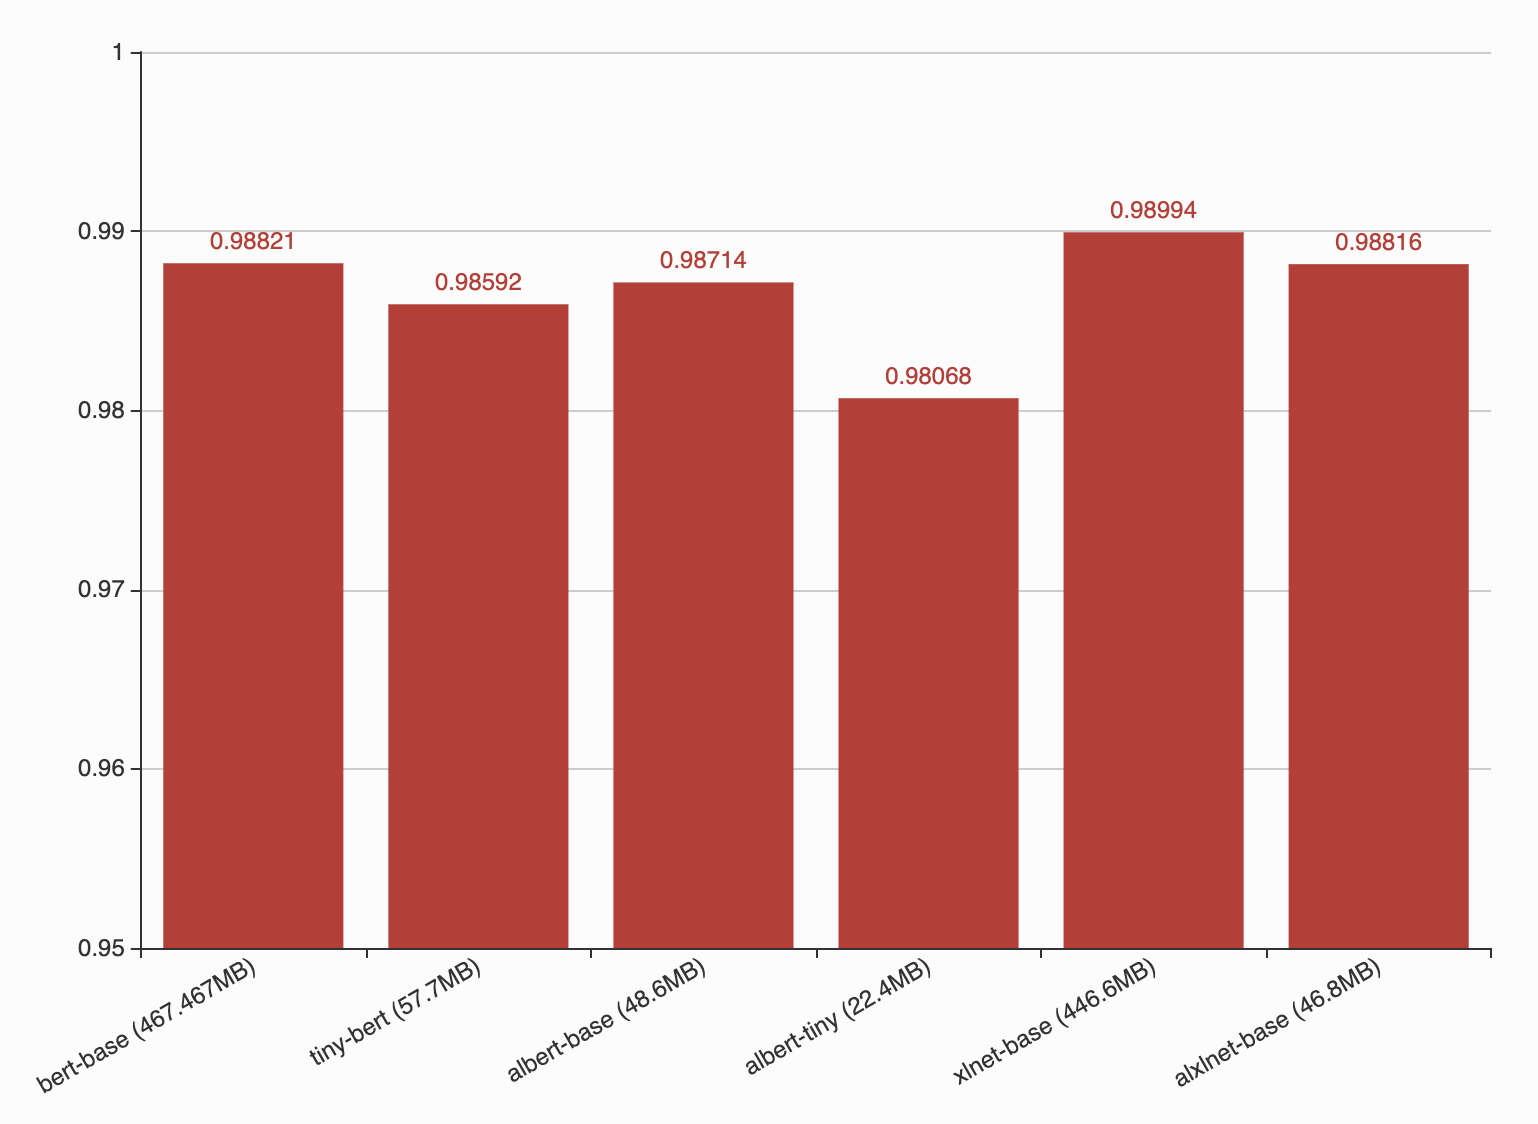 1
0.99
0.98
0.97
0.96
0.95
0.98821
0.98592
0.98714
0.98068
0.98994
0.98816
bert-base (467.467MB)
tiny-bert (57.7MB)
albert-base (48.6MB)
albert-tiny (22.4MB)
xlnet-base (446.6MB)
alxlnet-base (46.8MB)